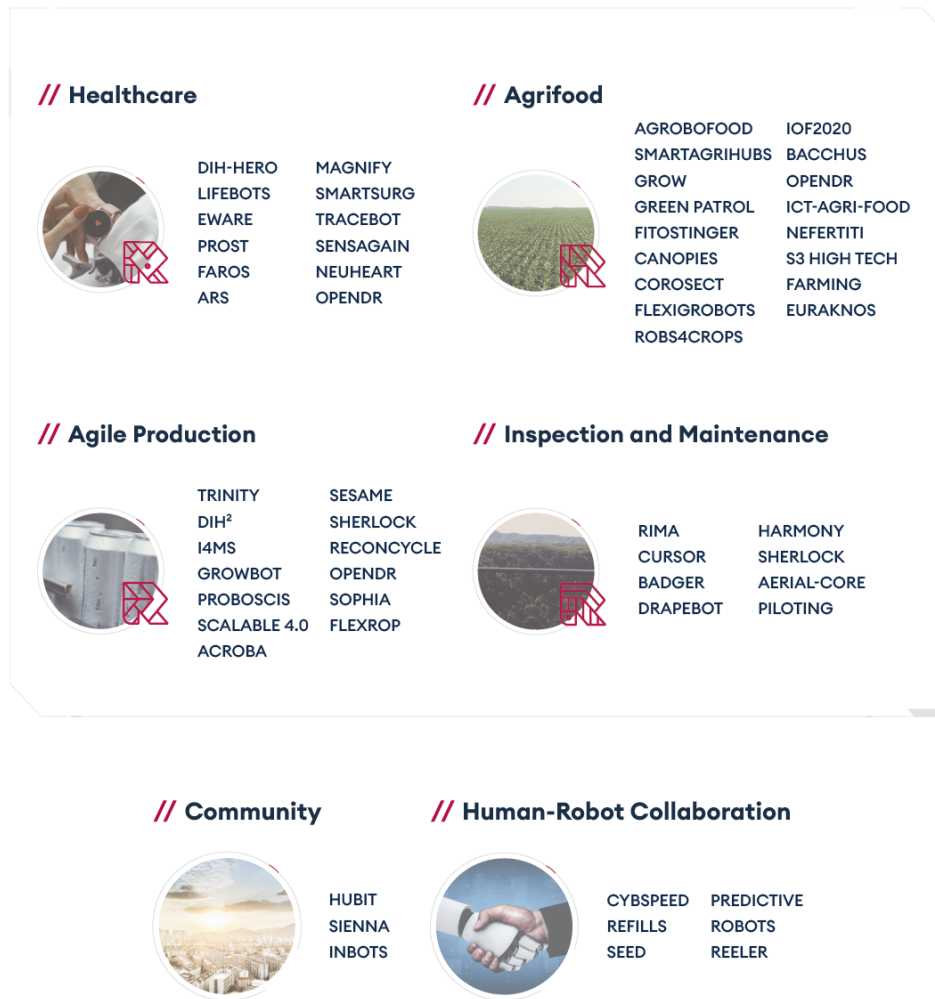 // Healthcare
DIH-HERO
LIFEBOTS
EWARE
PROST
FAROS
ARS
MAGNIFY
SMARTSURG
TRACEBOT
SENSAGAIN
NEUHEART
OPENDR
// Agrifood
AGROBOFOOD
SMARTAGRIHUBS
GROW
GREEN PATROL
FITOSTINGER
CANOPIES
COROSECT
FLEXIGROBOTS
ROBS4CROPS
IOF2020
BACCHUS
OPENDR
ICT-AGRI-FOOD
NEFERTITI
S3 HIGH TECH
FARMING
EURAKNOS
// Agile Production
TRINITY
DIH²
I4MS
GROWBOT
PROBOSCIS
SCALABLE 4.0
ACROBA
SESAME
SHERLOCK
RECONCYCLE
OPENDR
SOPHIA
FLEXROP
// Inspection and Maintenance
RIMA
CURSOR
BADGER
DRAPEBOT
HARMONY
SHERLOCK
AERIAL-CORE
PILOTING
// Community
HUBIT
SIENNA
INBOTS
// Human-Robot Collaboration
CYBSPEED
REFILLS
SEED
PREDICTIVE
ROBOTS
REELER